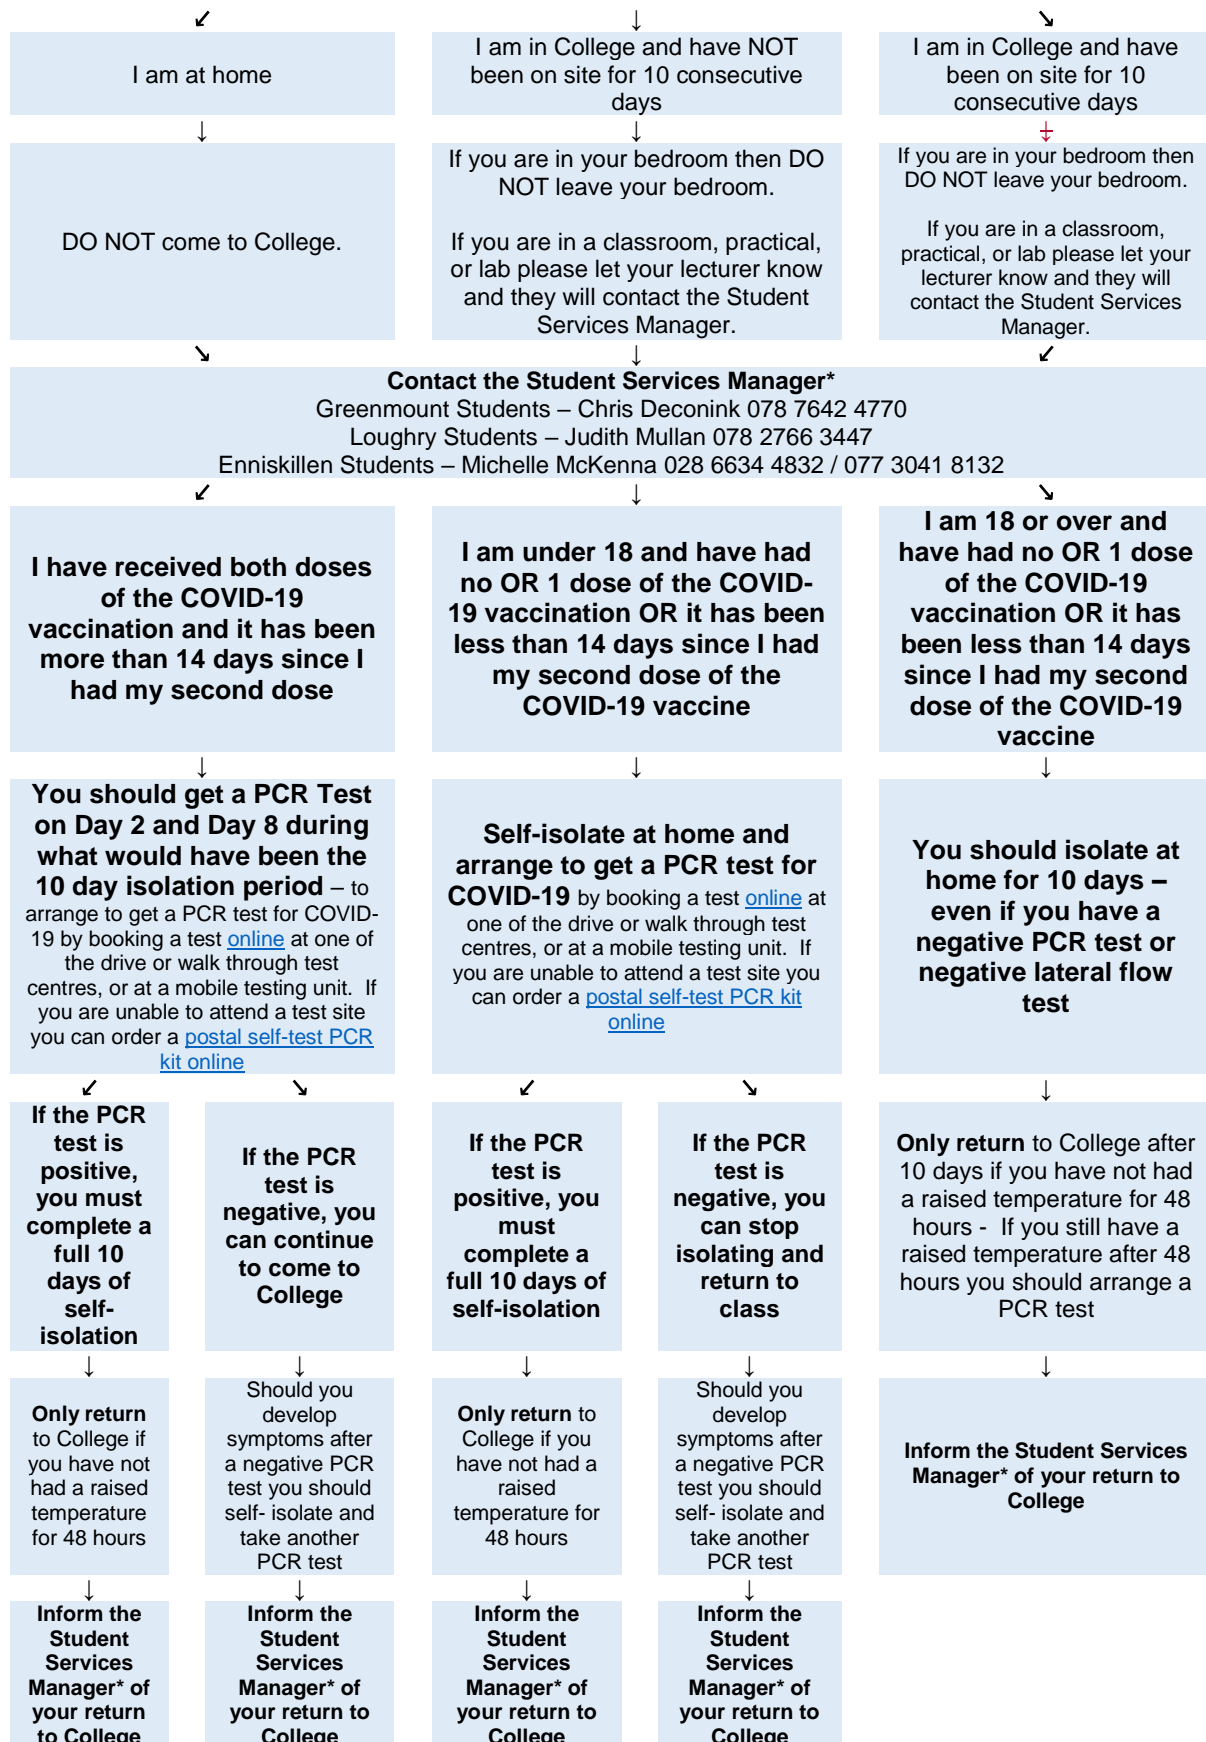 ↙ ↓ ↘
I am at home
I am in College and have NOT
been on site for 10 consecutive
days
I am in College and have
been on site for 10
consecutive days
↓ ↓ ↓
DO NOT come to College.
If you are in your bedroom then DO
NOT leave your bedroom.
If you are in a classroom, practical,
or lab please let your lecturer know
and they will contact the Student
Services Manager.
If you are in your bedroom then
DO NOT leave your bedroom.
If you are in a classroom,
practical, or lab please let your
lecturer know and they will
contact the Student Services
Manager.
↘ ↓ ↙
Contact the Student Services Manager*
Greenmount Students – Chris Deconink 078 7642 4770
Loughry Students – Judith Mullan 078 2766 3447
Enniskillen Students – Michelle McKenna 028 6634 4832 / 077 3041 8132
↙ ↓ ↘
I have received both doses
of the COVID-19
vaccination and it has been
more than 14 days since I
had my second dose
I am under 18 and have had
no OR 1 dose of the COVID-
19 vaccination OR it has been
less than 14 days since I had
my second dose of the
COVID-19 vaccine
I am 18 or over and
have had no OR 1 dose
of the COVID-19
vaccination OR it has
been less than 14 days
since I had my second
dose of the COVID-19
vaccine
↓ ↓ ↓
You should get a PCR Test
on Day 2 and Day 8 during
what would have been the
10 day isolation period – to
arrange to get a PCR test for COVID-
19 by booking a test online at one of
the drive or walk through test
centres, or at a mobile testing unit. If
you are unable to attend a test site
you can order a postal self-test PCR
kit online
Self-isolate at home and
arrange to get a PCR test for
COVID-19 by booking a test online at
one of the drive or walk through test
centres, or at a mobile testing unit. If
you are unable to attend a test site you
can order a postal self-test PCR kit
online
You should isolate at
home for 10 days –
even if you have a
negative PCR test or
negative lateral flow
test
↙ ↘ ↙ ↘ ↓
If the PCR
test is
positive,
you must
complete a
full 10
days of
self-
isolation
If the PCR
test is
negative, you
can continue
to come to
College
If the PCR
test is
positive, you
must
complete a
full 10 days of
self-isolation
If the PCR
test is
negative, you
can stop
isolating and
return to
class
Only return to College after
10 days if you have not had
a raised temperature for 48
hours - If you still have a
raised temperature after 48
hours you should arrange a
PCR test
↓ ↓ ↓ ↓ ↓
Only return
to College if
you have not
had a raised
temperature
for 48 hours
Should you
develop
symptoms after
a negative PCR
test you should
self- isolate and
take another
PCR test
Only return to
College if you
have not had a
raised
temperature for
48 hours
Should you
develop
symptoms after
a negative PCR
test you should
self- isolate and
take another
PCR test
Inform the Student Services
Manager* of your return to
College
↓ ↓ ↓ ↓
Inform the
Student
Services
Manager* of
your return
to College
Inform the
Student
Services
Manager* of
your return to
College
Inform the
Student
Services
Manager* of
your return to
College
Inform the
Student
Services
Manager* of
your return to
College